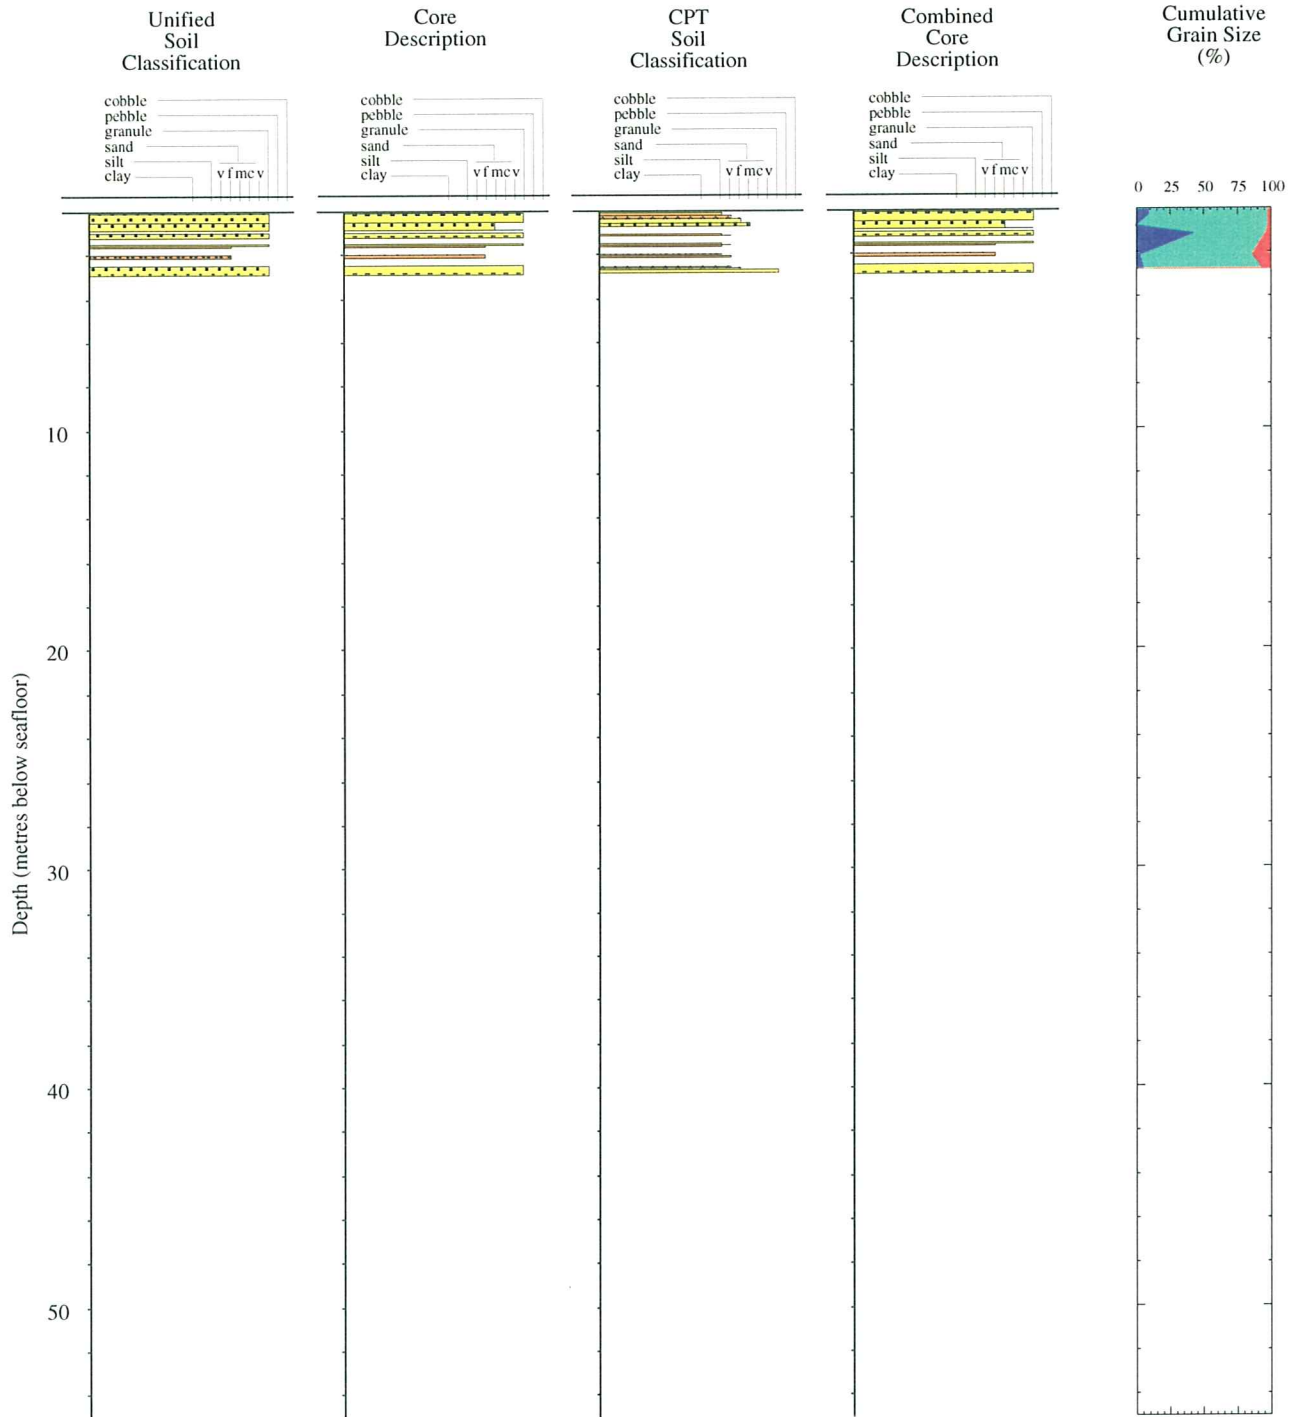 Unified
Soil
Classification
Core
Description
CPT
Soil
Classification
Combined
Core
Description
Cumulative
Grain Size
(%)
cobble
pebble
granule
sand
silt
clay
v f m c v
cobble
pebble
granule
sand
silt
clay
v f m c v
cobble
pebble
granule
sand
silt
clay
v f m c v
cobble
pebble
granule
sand
silt
clay
v f m c v
0 25 50 75 100
10
20
30
40
50
Depth (metres below seafloor)